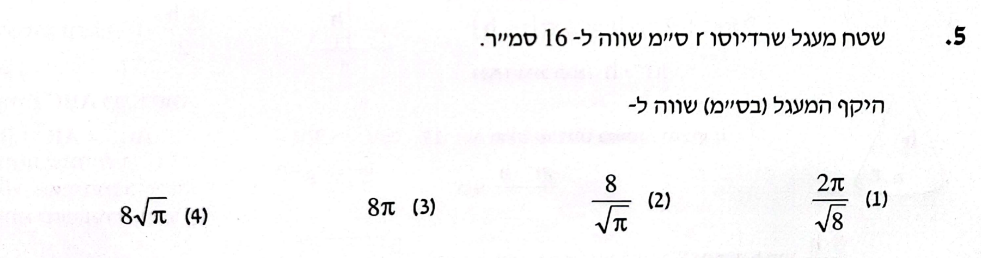 5. שטח מעגל שרדיוסו r ס״מ שווה ל- 16 סמ״ר.
היקף המעגל (בס״מ) שווה ל-
(1) $\frac{2\pi}{\sqrt{8}}$ (2) $\frac{8}{\sqrt{\pi}}$ (3) $8\pi$ (4) $8\sqrt{\pi}$